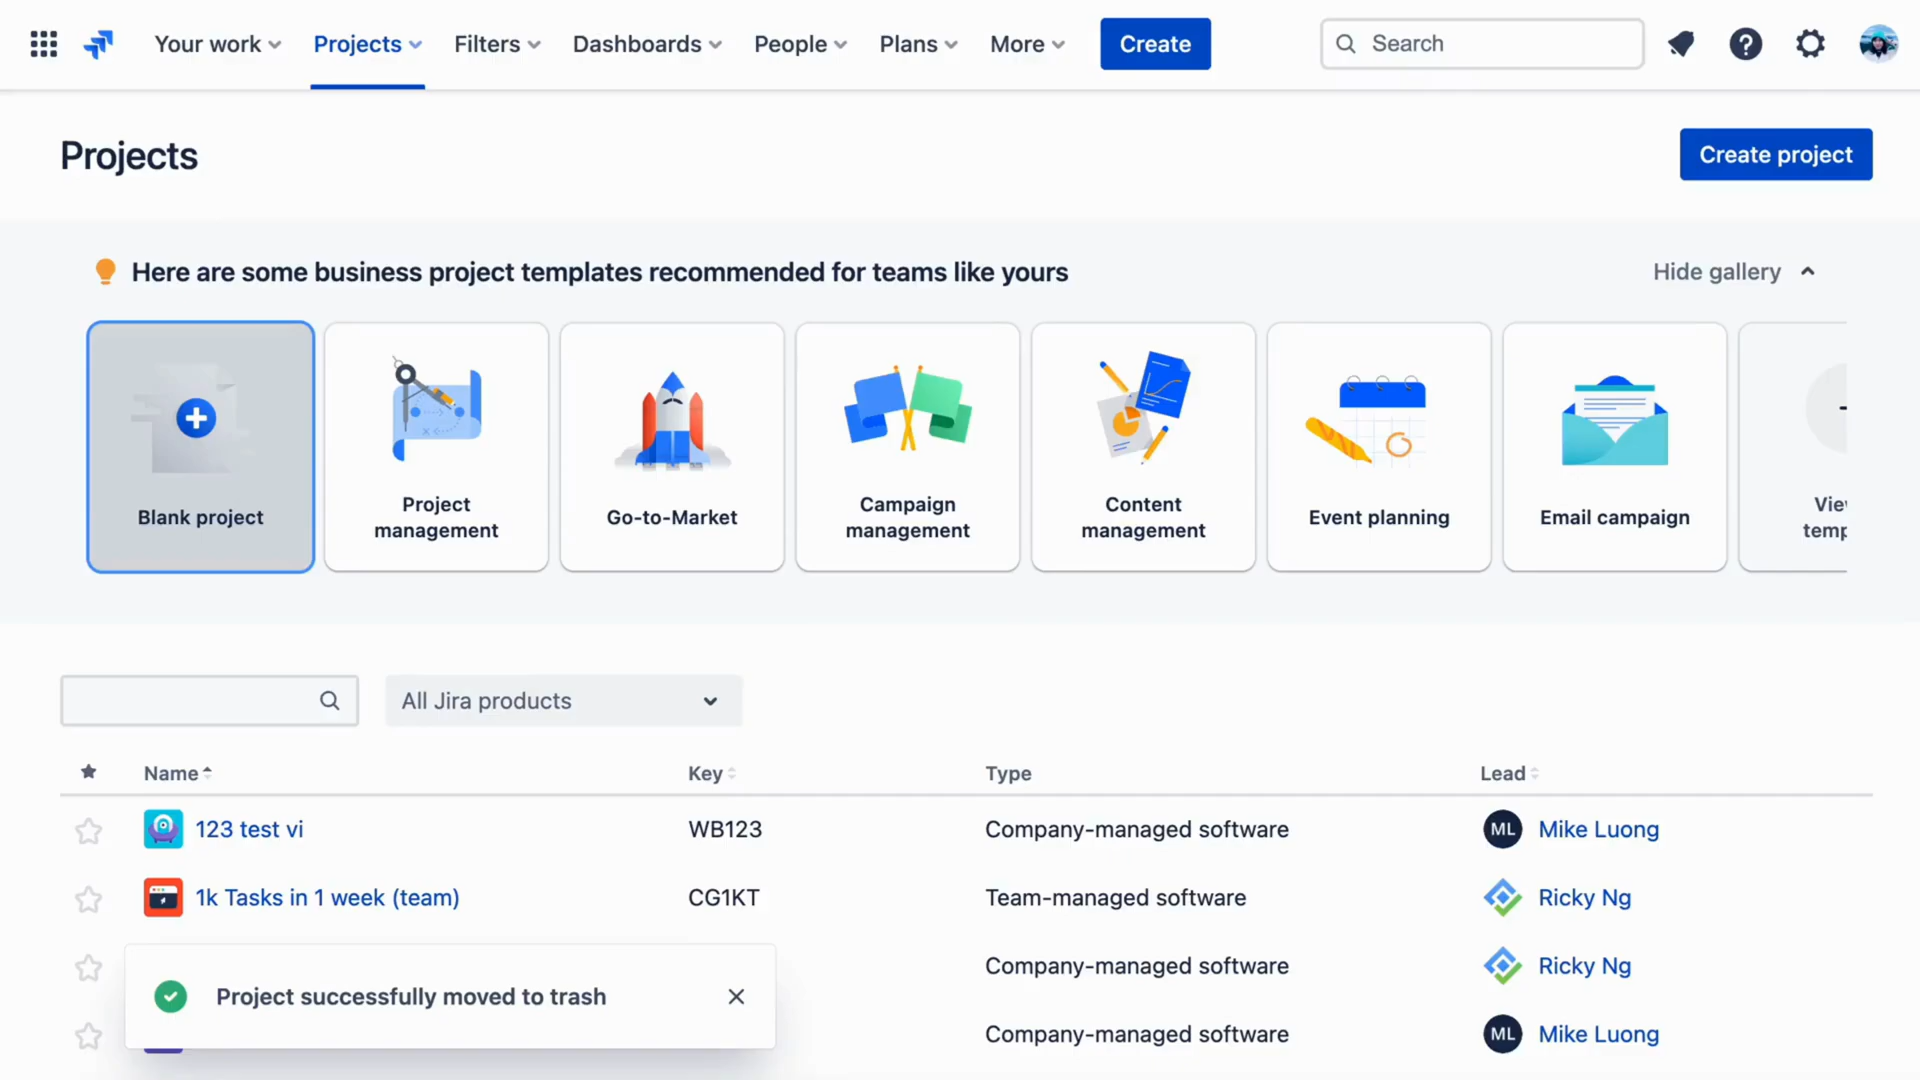 Your work Projects Filters Dashboards People Plans More Create Search
Projects
Create project
Here are some business project templates recommended for teams like yours
Hide gallery
Blank project
Project
management
Go-to-Market
Campaign
management
Content
management
Event planning
Email campaign
All Jira products
Name Key Type Lead
123 test vi WB123 Company-managed software ML Mike Luong
1k Tasks in 1 week (team) CG1KT Team-managed software Ricky Ng
Company-managed software Ricky Ng
Project successfully moved to trash
Company-managed software ML Mike Luong